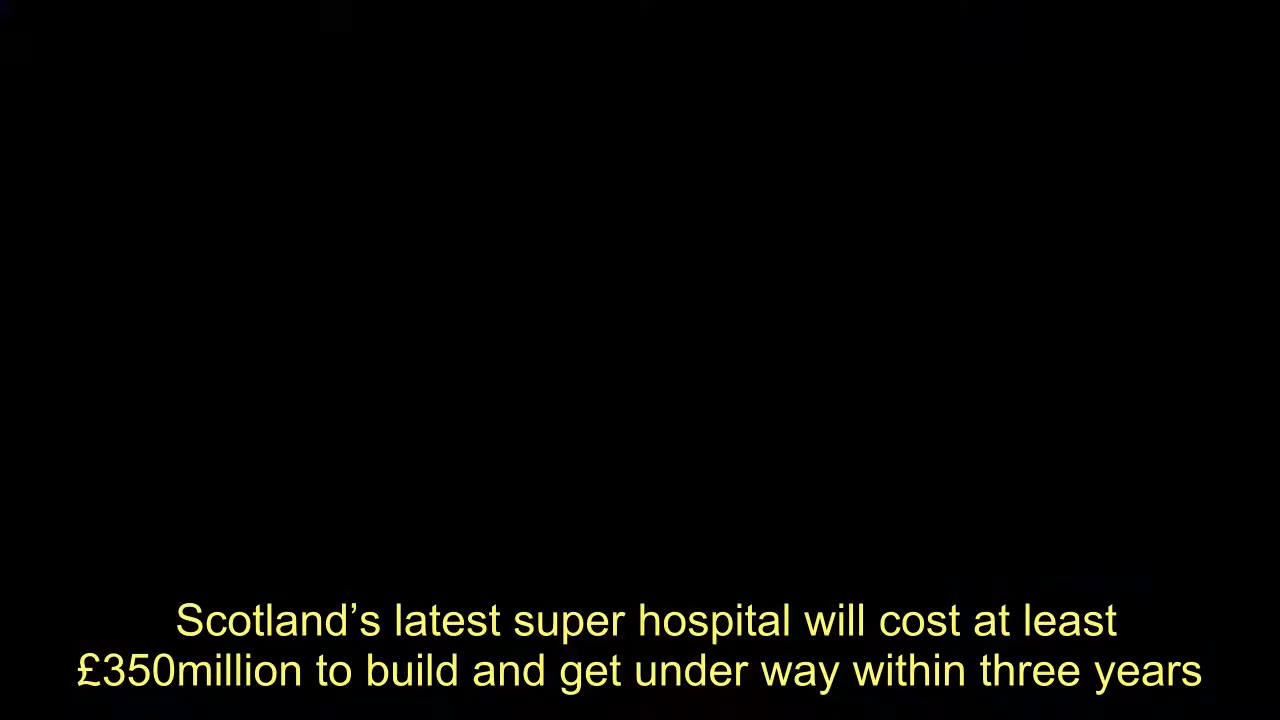 Scotland’s latest super hospital will cost at least
£350million to build and get under way within three years